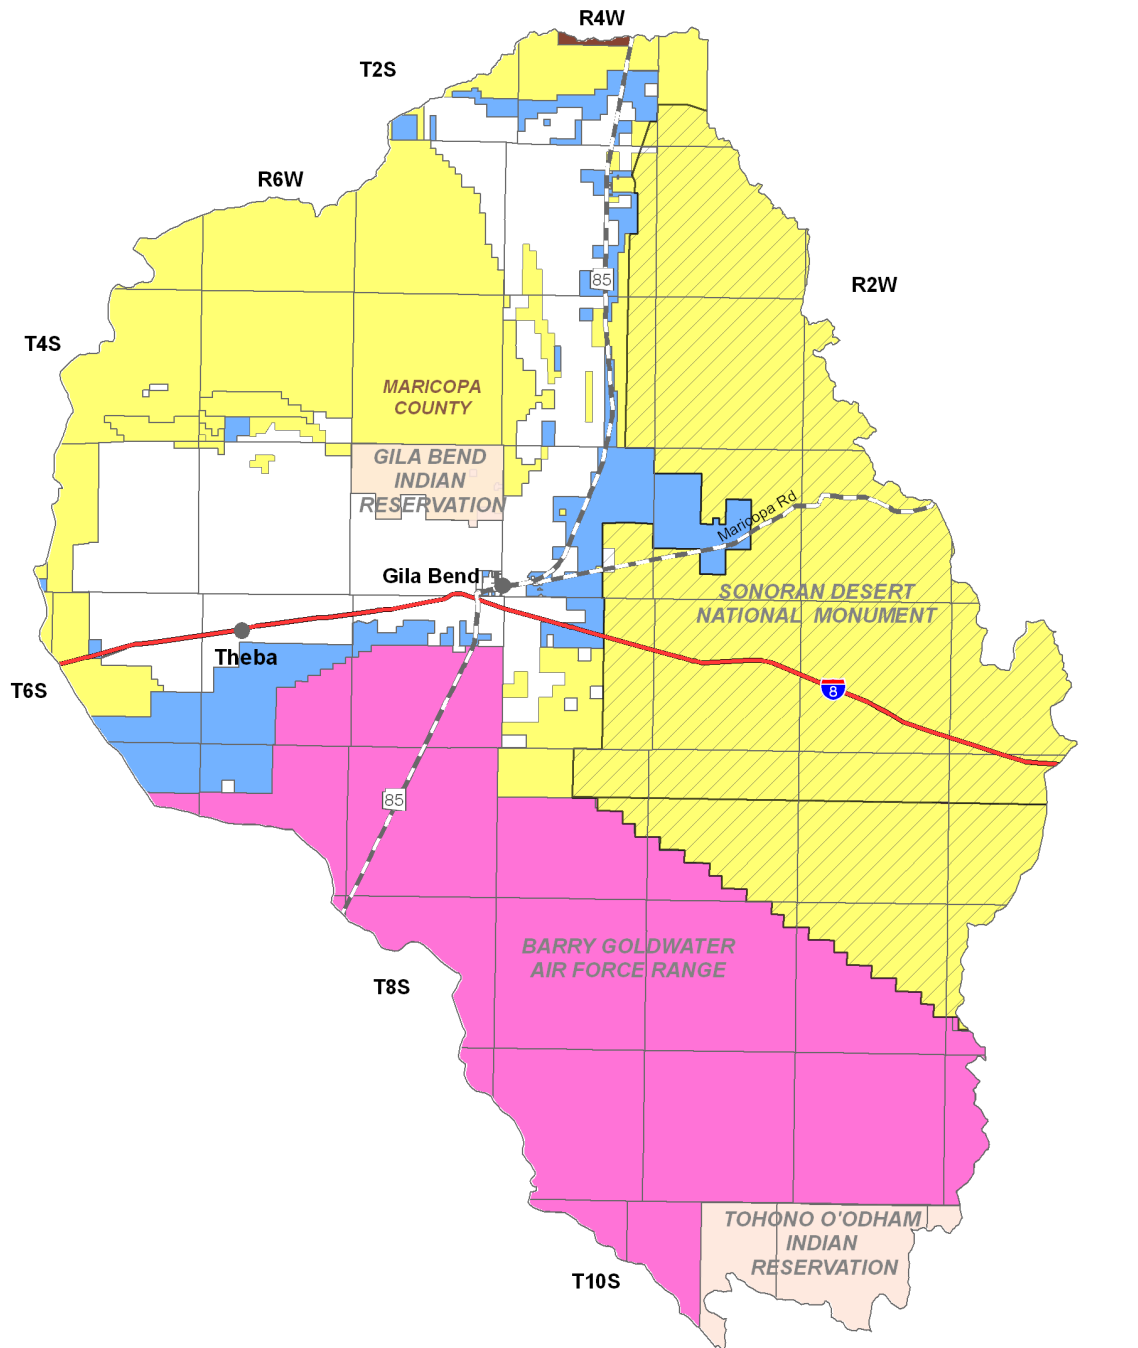 R4W
T2S
R6W
85
R2W
T4S
MARICOPA
COUNTY
GILA BEND
INDIAN
RESERVATION
Maricopa Rd
Gila Bend
SONORAN DESERT
NATIONAL MONUMENT
Theba
T6S
8
85
BARRY GOLDWATER
AIR FORCE RANGE
T8S
TOHONO O'ODHAM
INDIAN
RESERVATION
T10S